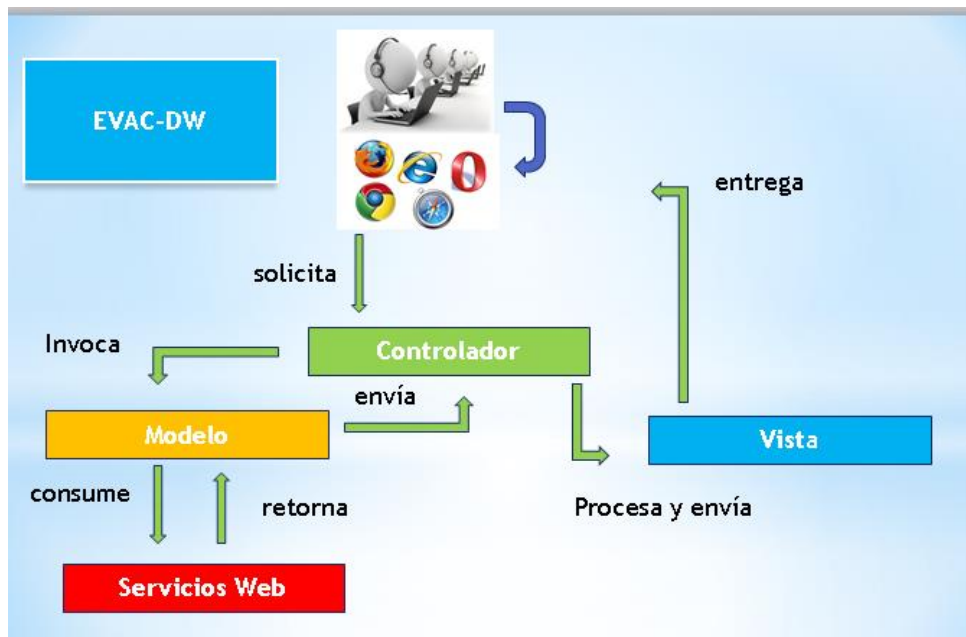 EVAC-DW
entrega
solicita
Invoca
Controlador
envía
Modelo
Vista
consume
retorna
Procesa y envía
Servicios Web